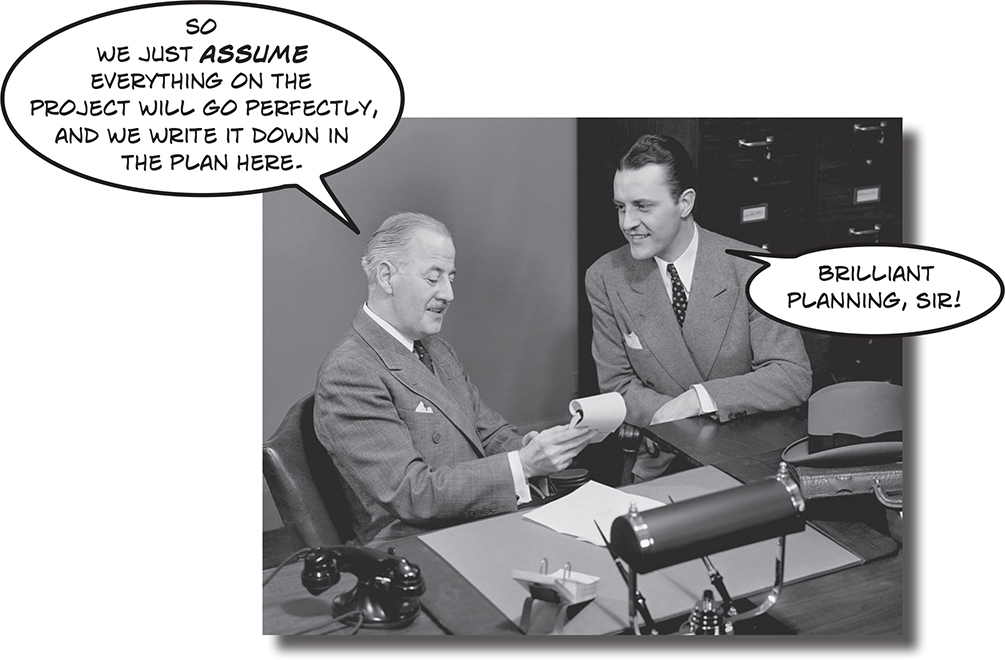 SO
WE JUST ASSUME
EVERYTHING ON THE
PROJECT WILL GO PERFECTLY,
AND WE WRITE IT DOWN IN
THE PLAN HERE.
BRILLIANT
PLANNING, SIR!